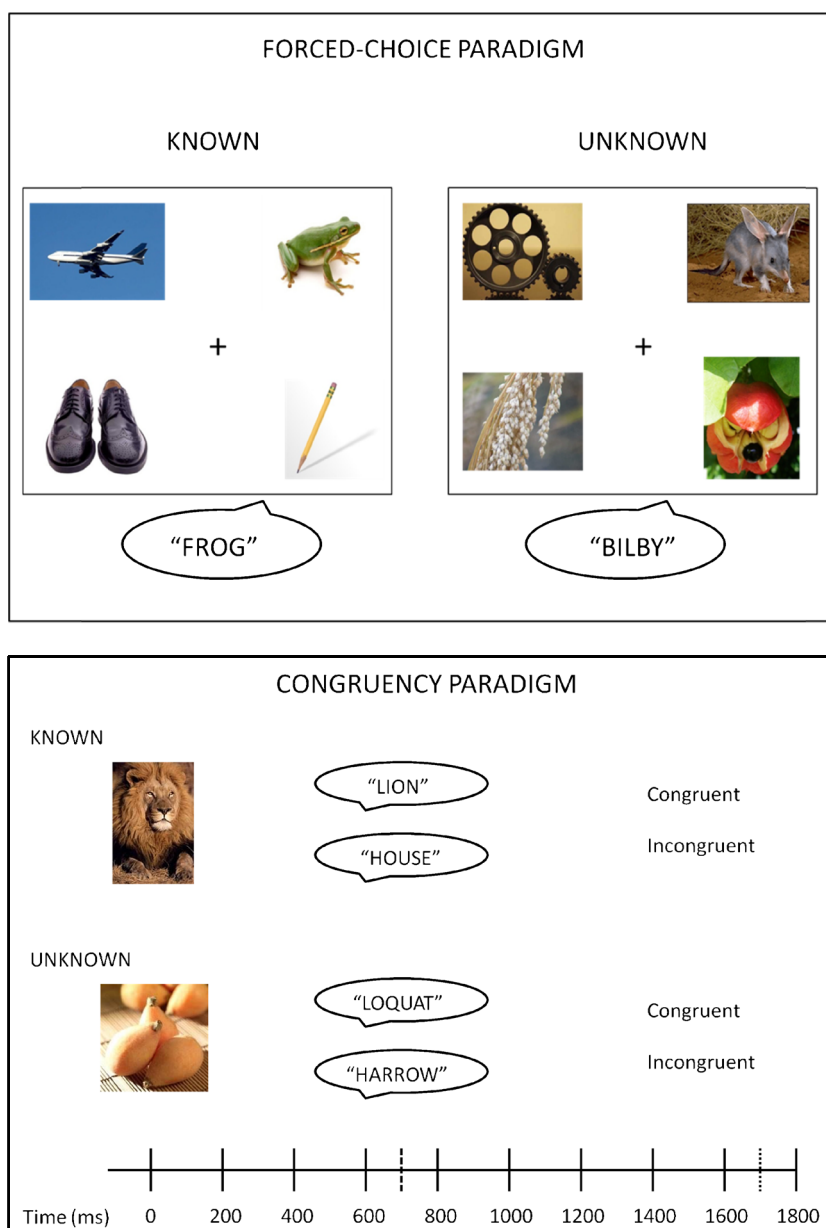 FORCED-CHOICE PARADIGM
KNOWN UNKNOWN
+ +
“FROG” “BILBY”
CONGRUENCY PARADIGM
KNOWN
“LION” Congruent
“HOUSE” Incongruent
UNKNOWN
“LOQUAT” Congruent
“HARROW” Incongruent
Time (ms) 0 200 400 600 800 1000 1200 1400 1600 1800